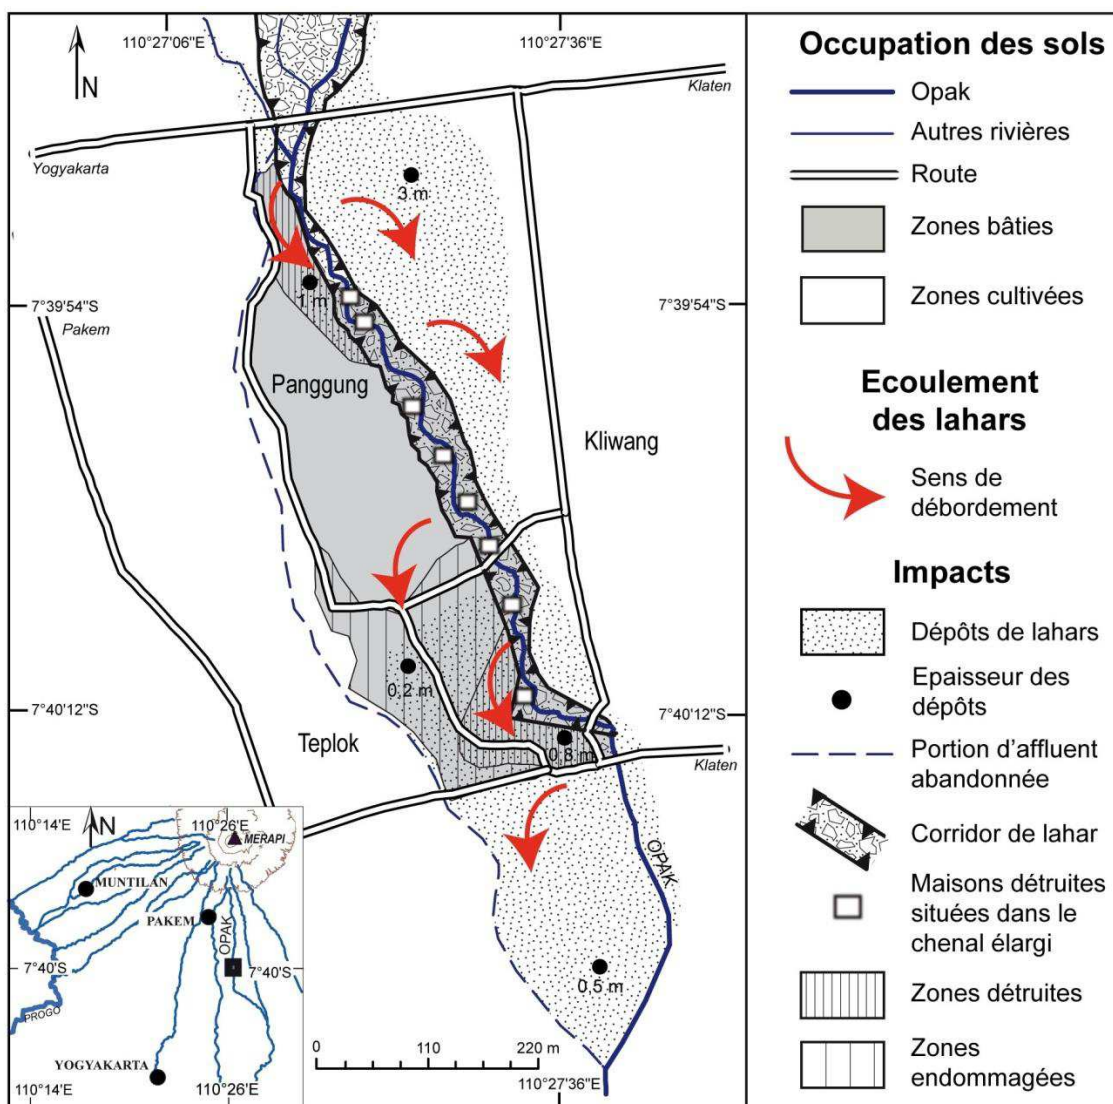 110°27'06"E
110°27'36"E
N
Klaten
Yogyakarta
3 m
1 m
7°39'54"S
7°39'54"S
Pakem
Panggung
Kliwang
0,2 m
7°40'12"S
7°40'12"S
Teplok
0,8 m
Klaten
OPAK
0,5 m
0
110
220 m
110°27'36"E
110°14'E
N
110°26'E
MERAPI
MUNTILAN
PAKEM
OPAK
7°40'S
7°40'S
PROGO
YOGYAKARTA
110°14'E
110°26'E
Occupation des sols
Opak
Autres rivières
Route
Zones bâties
Zones cultivées
Ecoulement
des lahars
Sens de
débordement
Impacts
Dépôts de lahars
Epaisseur des
dépôts
Portion d'affluent
abandonnée
Corridor de lahar
Maisons détruites
situées dans le
chenal élargi
Zones détruites
Zones
endommagées